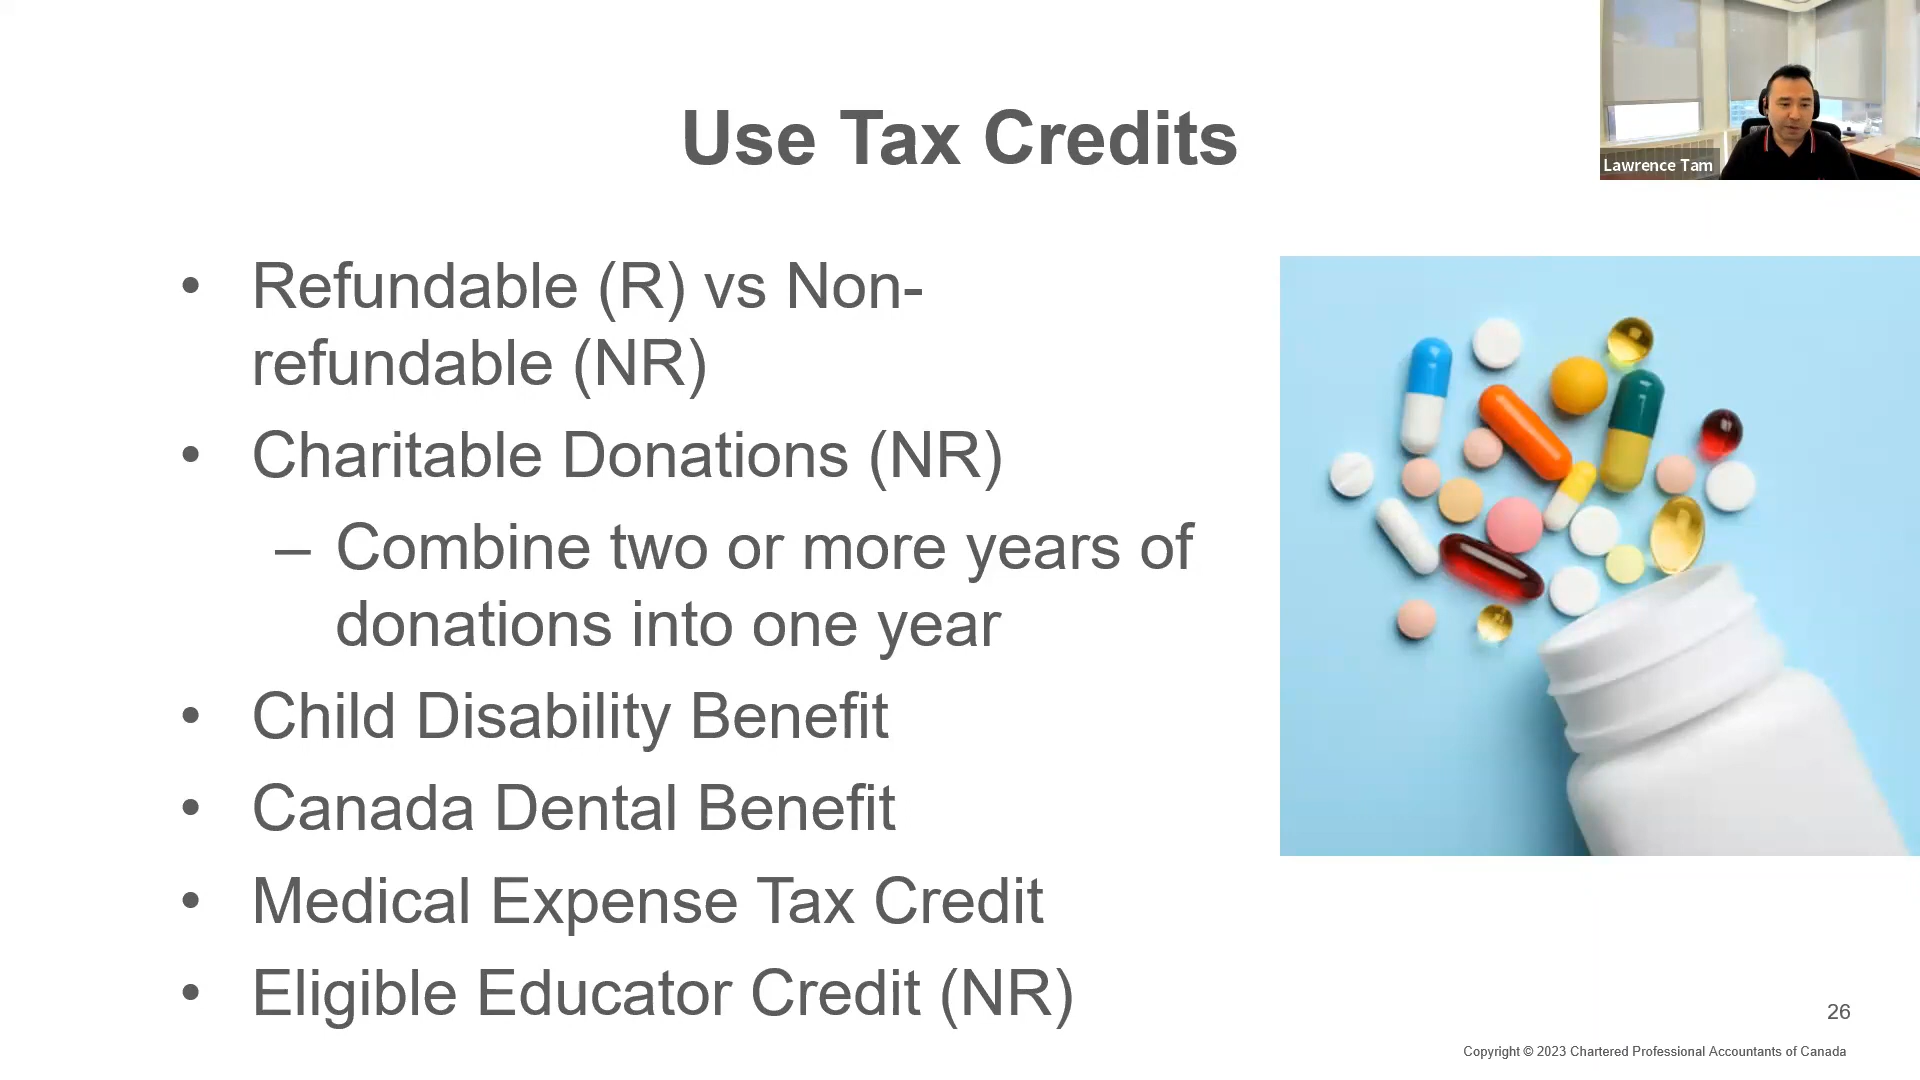 Use Tax Credits
Lawrence Tam
• Refundable (R) vs Non-
refundable (NR)
• Charitable Donations (NR)
– Combine two or more years of
donations into one year
• Child Disability Benefit
• Canada Dental Benefit
• Medical Expense Tax Credit
• Eligible Educator Credit (NR)
26
Copyright © 2023 Chartered Professional Accountants of Canada